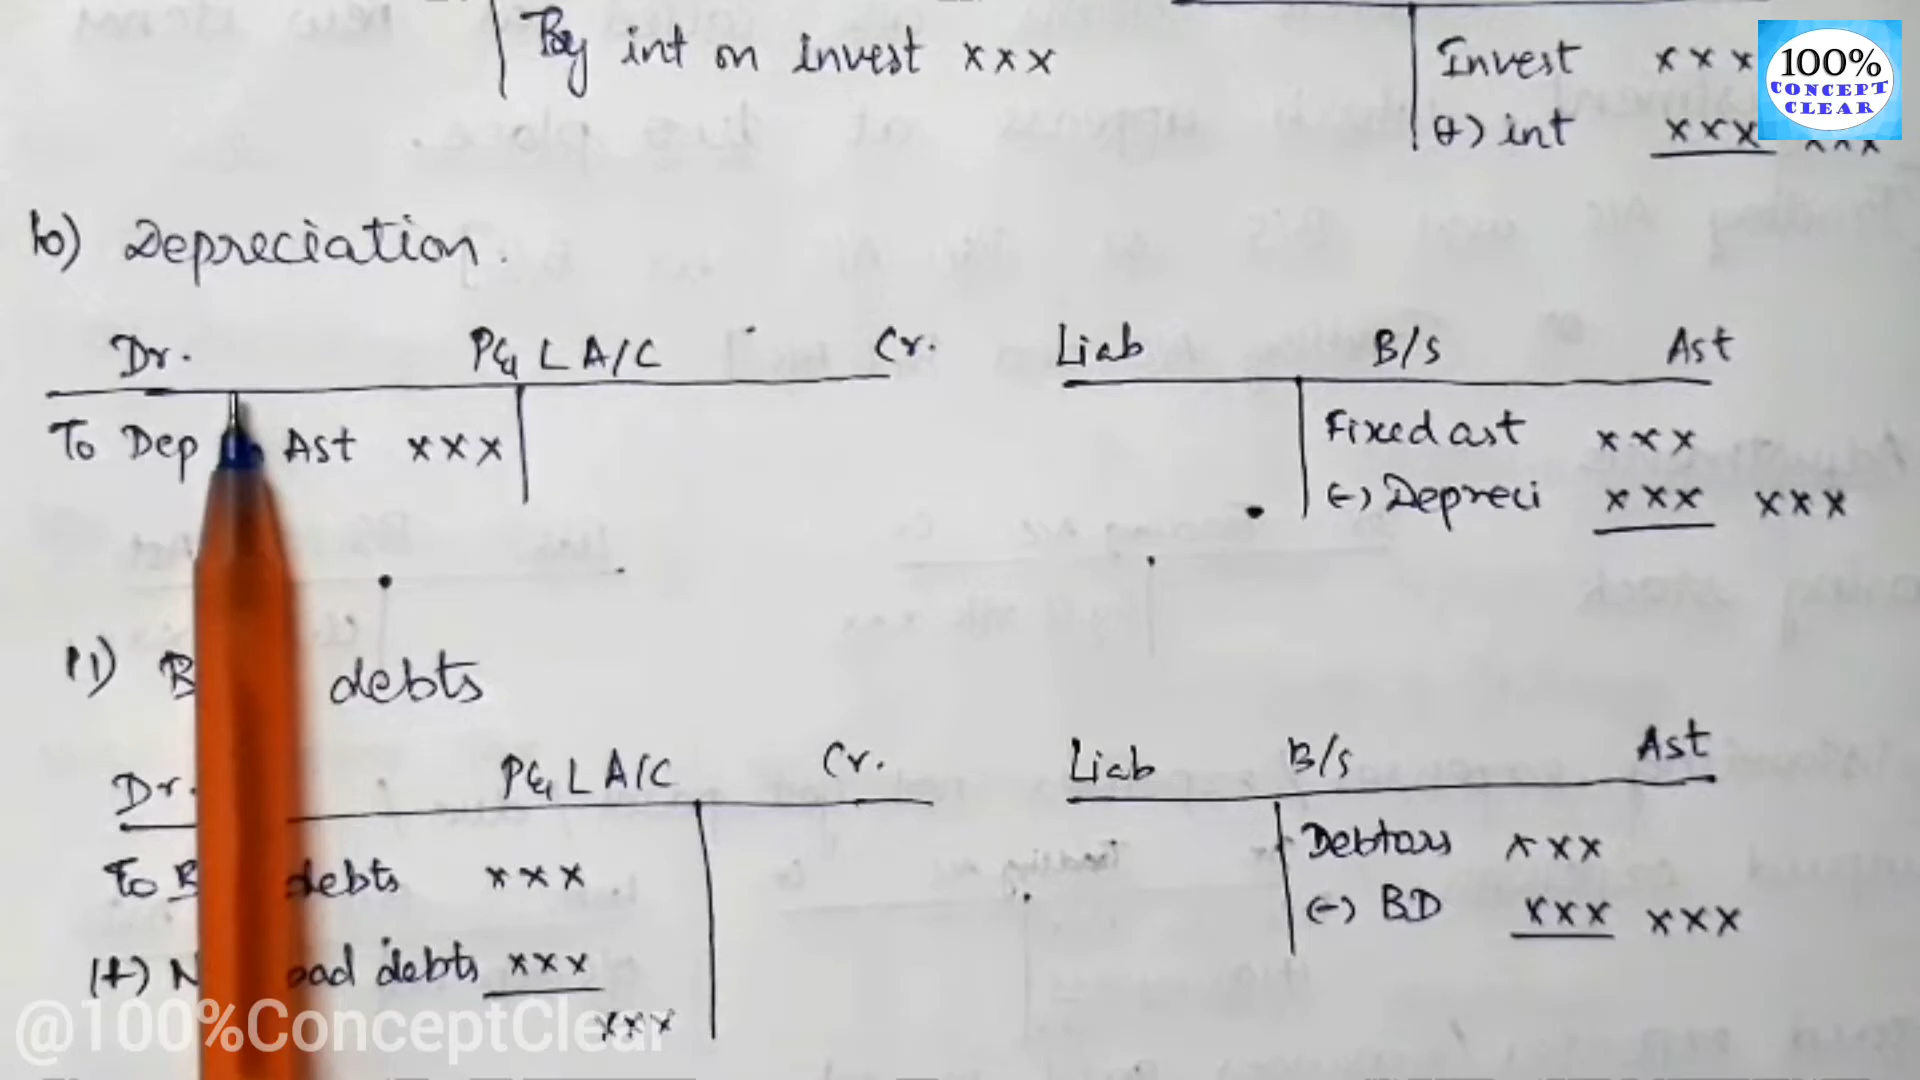 By int on invest xxx
Invest xxx
(+) int xxx xxx
100%
CONCEPT
CLEAR
10) Depreciation.
Dr. P&L A/C Cr.
To Dep Ast xxx
Liab B/S Ast
Fixed ast xxx
(-) Depreci xxx xxx
11) debts
Dr. P&L A/C Cr.
To debts xxx
(+) debts xxx
xxx
Liab B/S Ast
Debtors xxx
(-) BD xxx xxx
@100%ConceptClear